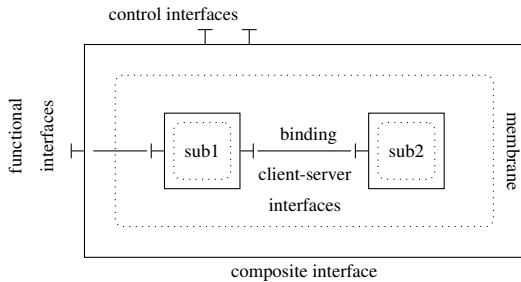 control interfaces
functional
interfaces
membrane
sub1
binding
sub2
client-server
interfaces
composite interface